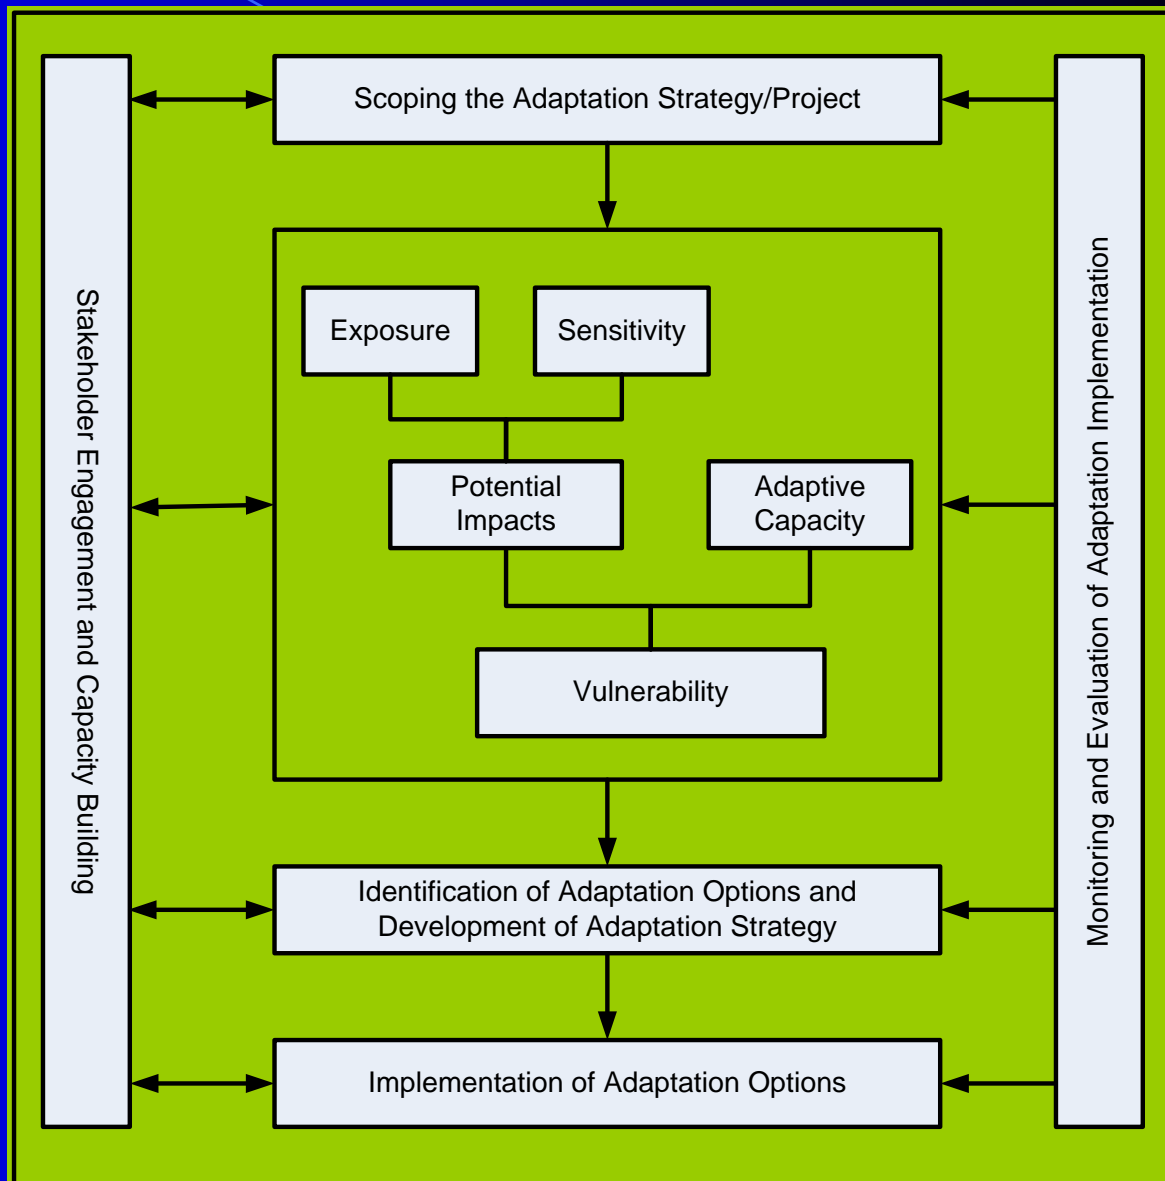 Scoping the Adaptation Strategy/Project
Stakeholder Engagement and Capacity Building
Exposure
Sensitivity
Potential
Impacts
Adaptive
Capacity
Vulnerability
Monitoring and Evaluation of Adaptation Implementation
Identification of Adaptation Options and
Development of Adaptation Strategy
Implementation of Adaptation Options